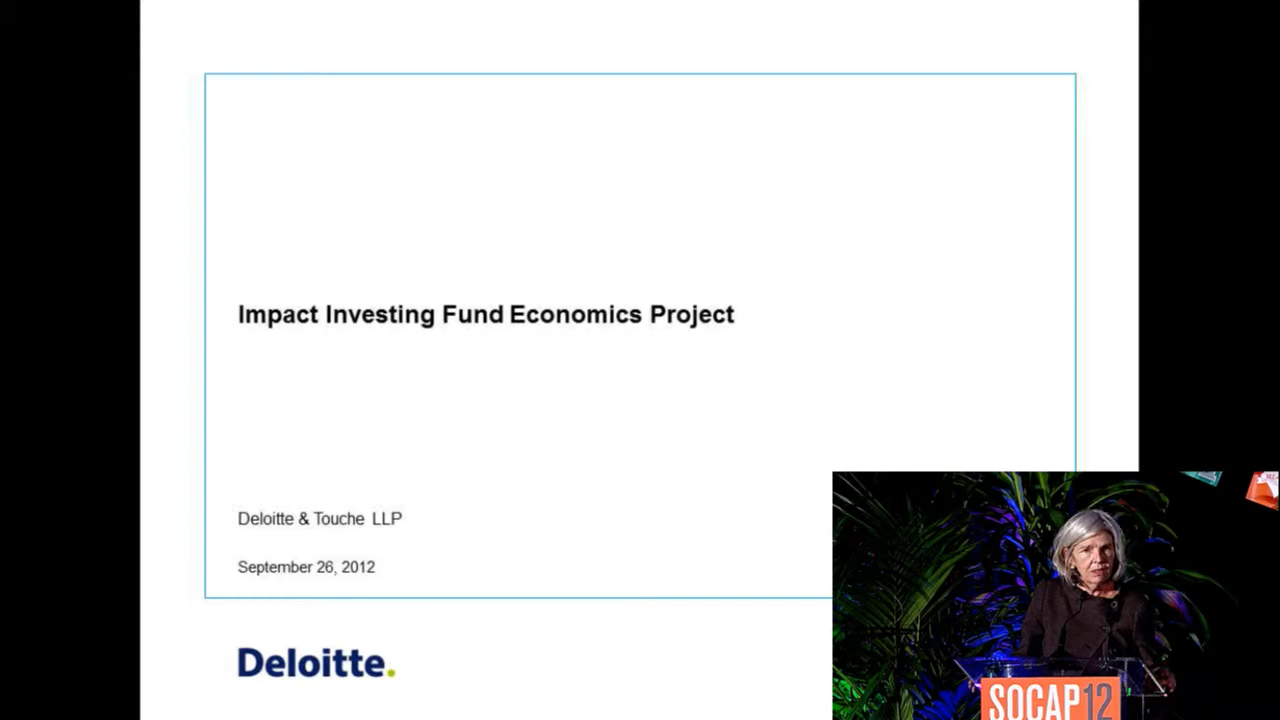 Impact Investing Fund Economics Project
Deloitte & Touche LLP
September 26, 2012
Deloitte.
SOCAP12